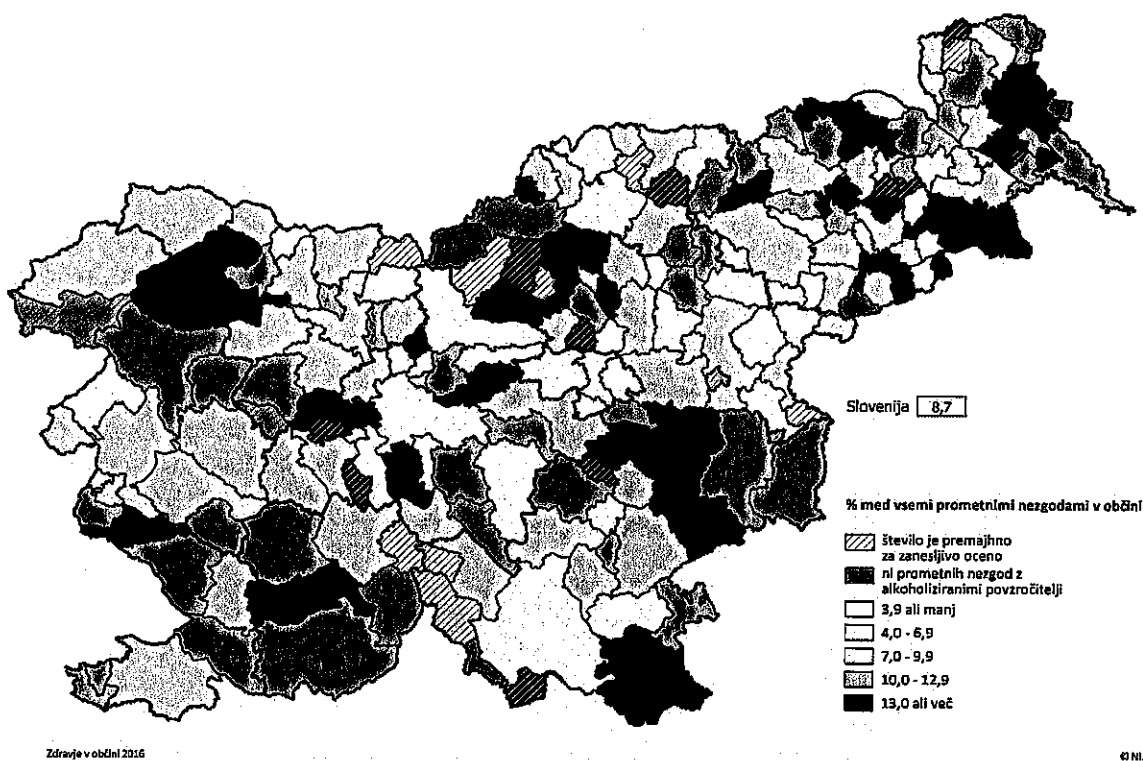 Slovenija 8,7
% med vsemi prometnimi nezgodami v občini
število je premajhno
za zanesljivo oceno
ni prometnih nezgod z
alkoholiziranimi povzročitelji
3,9 ali manj
4,0 - 6,9
7,0 - 9,9
10,0 - 12,9
13,0 ali več
Zdravje v občini 2016